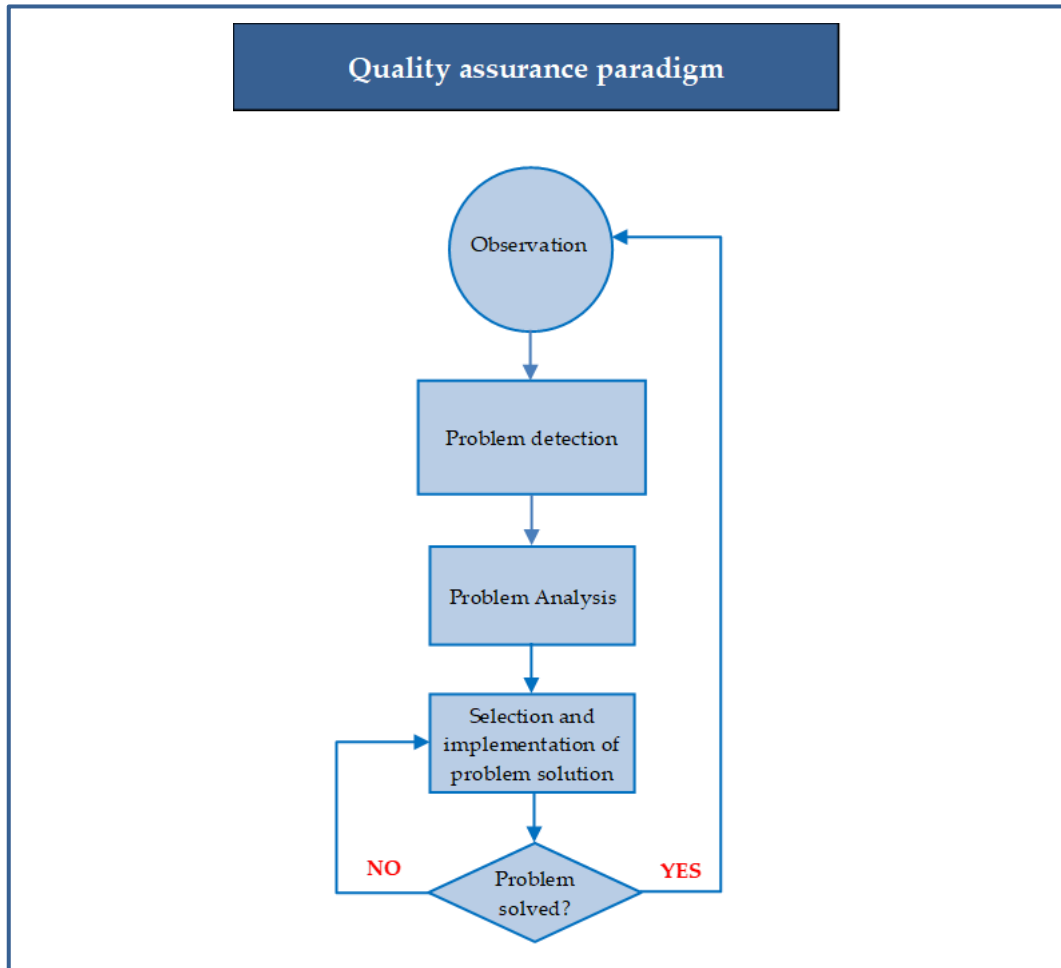 Quality assurance paradigm
Observation
Problem detection
Problem Analysis
Selection and
implementation of
problem solution
NO
YES
Problem
solved?